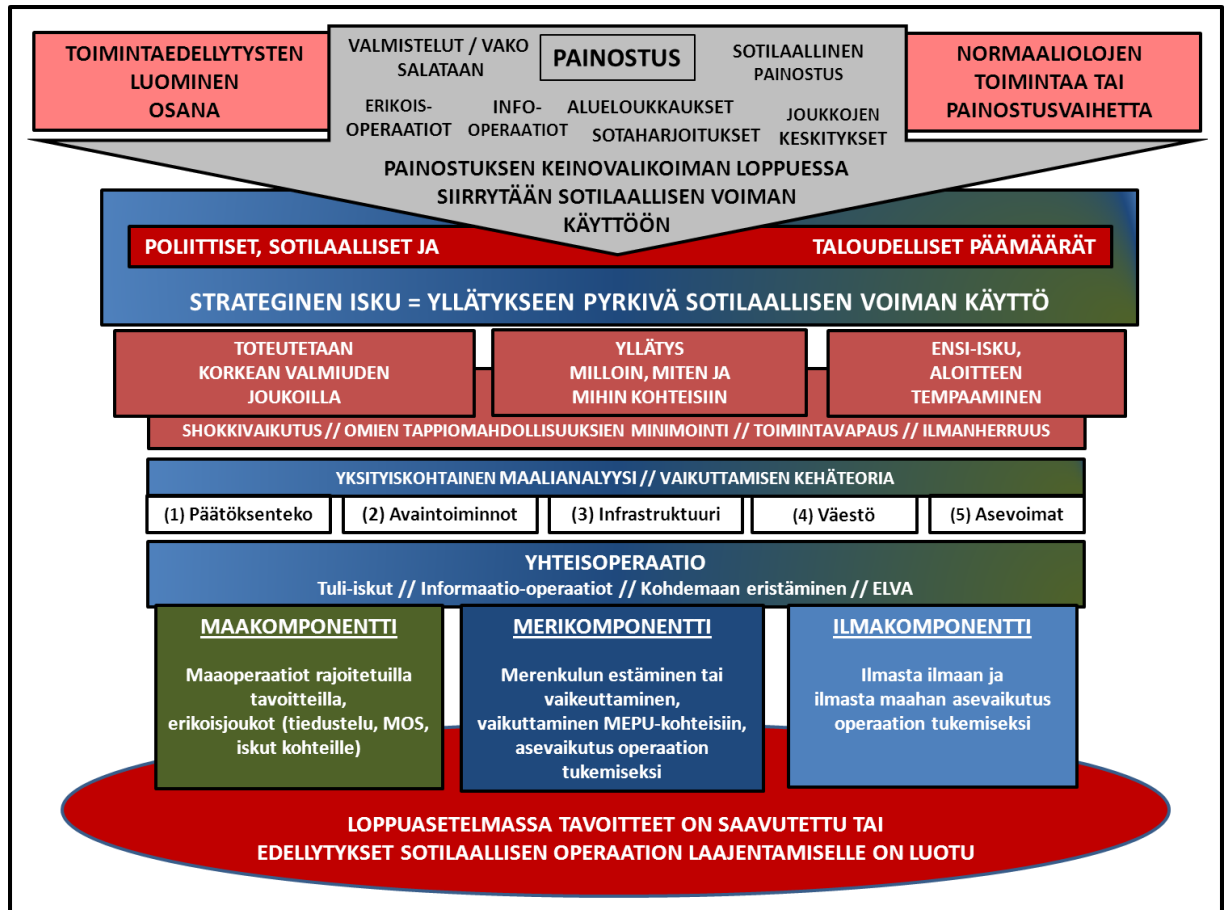 TOIMINTAEDELLYTYSTEN
LUOMINEN
OSANA
VALMISTELUT / VAKO
SALATAAN
PAINOSTUS
SOTILAALLINEN
PAINOSTUS
NORMAALIOLOJEN
TOIMINTAA TAI
PAINOSTUSVAIHETTA
ERIKOIS-
OPERAATIOT
INFO-
OPERAATIOT
ALUELOUKKAUKSET
SOTAHARJOITUKSET
JOUKKOJEN
KESKITYKSET
PAINOSTUKSEN KEINOVALIKOIMAN LOPPUESSA
SIIRRYTÄÄN SOTILAALLISEN VOIMAN
KÄYTTÖÖN
POLIITTISET, SOTILAALLISET JA
TALOUDELLISET PÄÄMÄÄRÄT
STRATEGINEN ISKU = YLLÄTYKSEEN PYRKIVÄ SOTILAALLISEN VOIMAN KÄYTTÖ
TOTEUTETAAN
KORKEAN VALMIUDEN
JOUKOILLA
YLLÄTYS
MILLOIN, MITEN JA
MIHIN KOHTEISIIN
ENSI-ISKU,
ALOITTEEN
TEMPAAMINEN
SHOKKIVAIKUTUS // OMIEN TAPPIOMAHDOLLISUUKSIEN MINIMOINTI // TOIMINTAVAPAUS // ILMANHERRUUS
YKSITYISKOHTAINEN MAALIANALYYSI // VAIKUTTAMISEN KEHÄTEORIA
(1) Päätöksenteko
(2) Avaintoiminnot
(3) Infrastruktuuri
(4) Väestö
(5) Asevoimat
YHTEISOPERAATIO
Tuli-iskut // Informaatio-operaatiot // Kohdemaan eristäminen // ELVA
MAAKOMPONENTTI
Maaoperaatiot rajoitetuilla
tavoitteilla,
erikoisjoukot (tiedustelu, MOS,
iskut kohteille)
MERIKOMPONENTTI
Merenkulun estäminen tai
vaikeuttaminen,
vaikuttaminen MEPU-kohteisiin,
asevaikutus operaation
tukemiseksi
ILMAKOMPONENTTI
Ilmasta ilmaan ja
ilmasta maahan asevaikutus
operaation tukemiseksi
LOPPUASETELMASSA TAVOITTEET ON SAAVUTETTU TAI
EDELLYTYKSET SOTILAALLISEN OPERAATION LAAJENTAMISELLE ON LUOTU